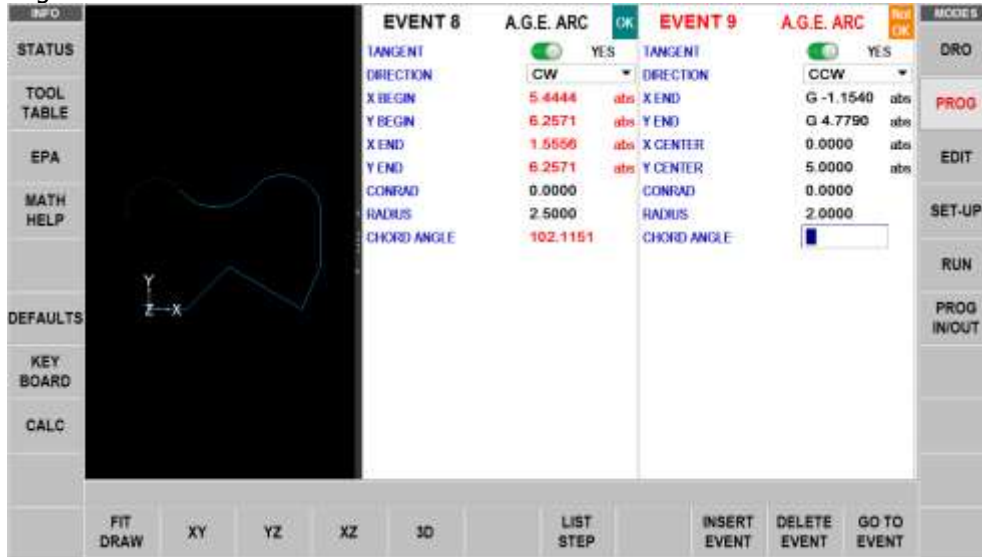 INFO
STATUS
TOOL
TABLE
EPA
MATH
HELP
DEFAULTS
KEY
BOARD
CALC
Y
Z X
EVENT 8 A.G.E. ARC OK
TANGENT YES
DIRECTION CW
X BEGIN 5.4444 abs
Y BEGIN 6.2571 abs
X END 1.5556 abs
Y END 6.2571 abs
CONRAD 0.0000
RADIUS 2.5000
CHORD ANGLE 102.1151
EVENT 9 A.G.E. ARC Not OK
TANGENT YES
DIRECTION CCW
X END G -1.1540 abs
Y END G 4.7790 abs
X CENTER 0.0000 abs
Y CENTER 5.0000 abs
CONRAD 0.0000
RADIUS 2.0000
CHORD ANGLE
MODES
DRO
PROG
EDIT
SET-UP
RUN
PROG
IN/OUT
FIT
DRAW
XY
YZ
XZ
3D
LIST
STEP
INSERT
EVENT
DELETE
EVENT
GO TO
EVENT